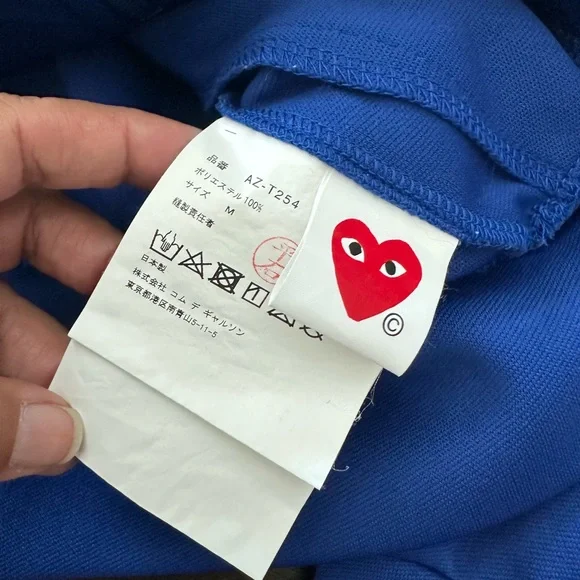 品番 AZ-T254
ポリエステル100%
サイズ M
縫製責任者
平石
日本製
株式会社 コム デ ギャルソン
東京都港区南青山5-11-5
©